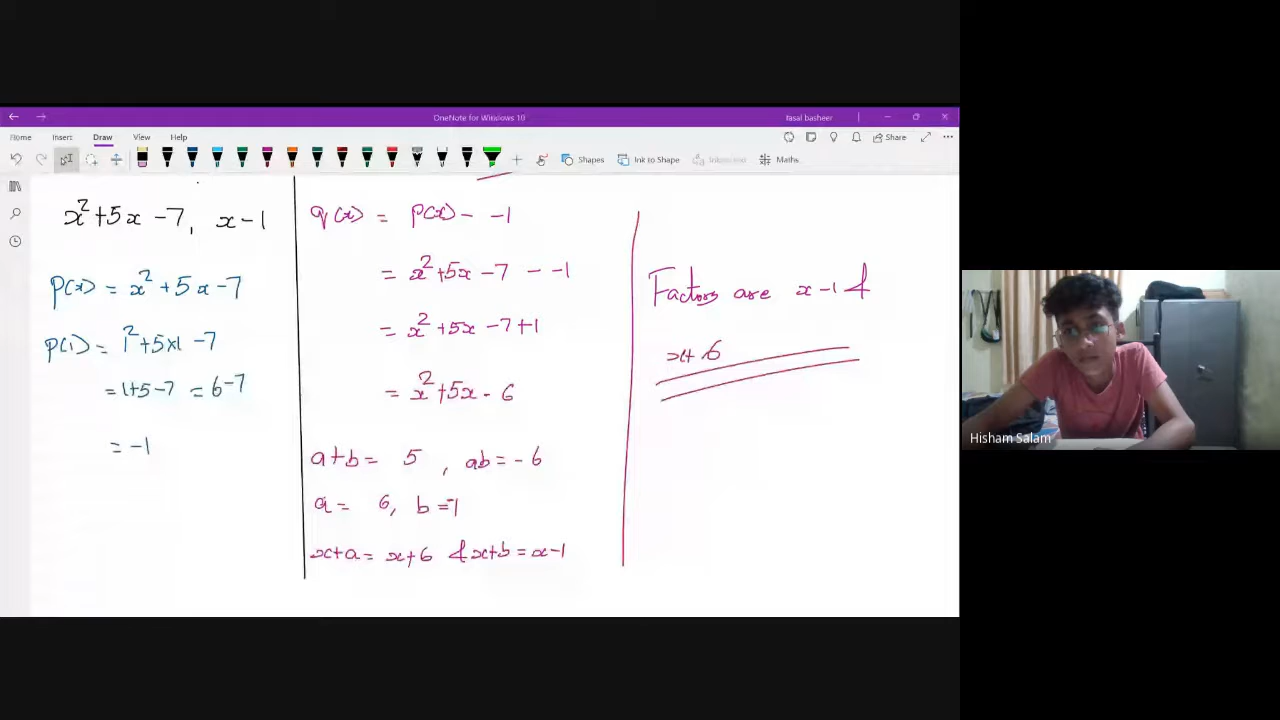 OneNote for Windows 10
fasal basheer
Home Insert Draw View Help
Share
Shapes
Ink to Shape
Maths
x²+5x-7, x-1
p(x) = x²+5x-7
p(1) = 1²+5×1-7
= 1+5-7 = 6-7
= -1
q(x) = p(x) - -1
= x²+5x-7 - -1
= x²+5x-7+1
= x²+5x-6
a+b = 5, ab = -6
a = 6, b = -1
x+a = x+6 & x+b = x-1
Factors are x-1 &
x+6
Hisham Salam